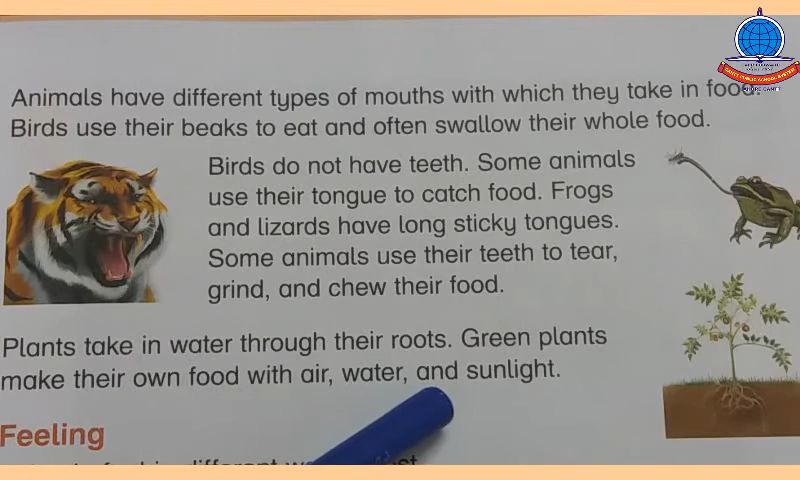 Animals have different types of mouths with which they take in food.
Birds use their beaks to eat and often swallow their whole food.
Birds do not have teeth. Some animals
use their tongue to catch food. Frogs
and lizards have long sticky tongues.
Some animals use their teeth to tear,
grind, and chew their food.
Plants take in water through their roots. Green plants
make their own food with air, water, and sunlight.
Feeling